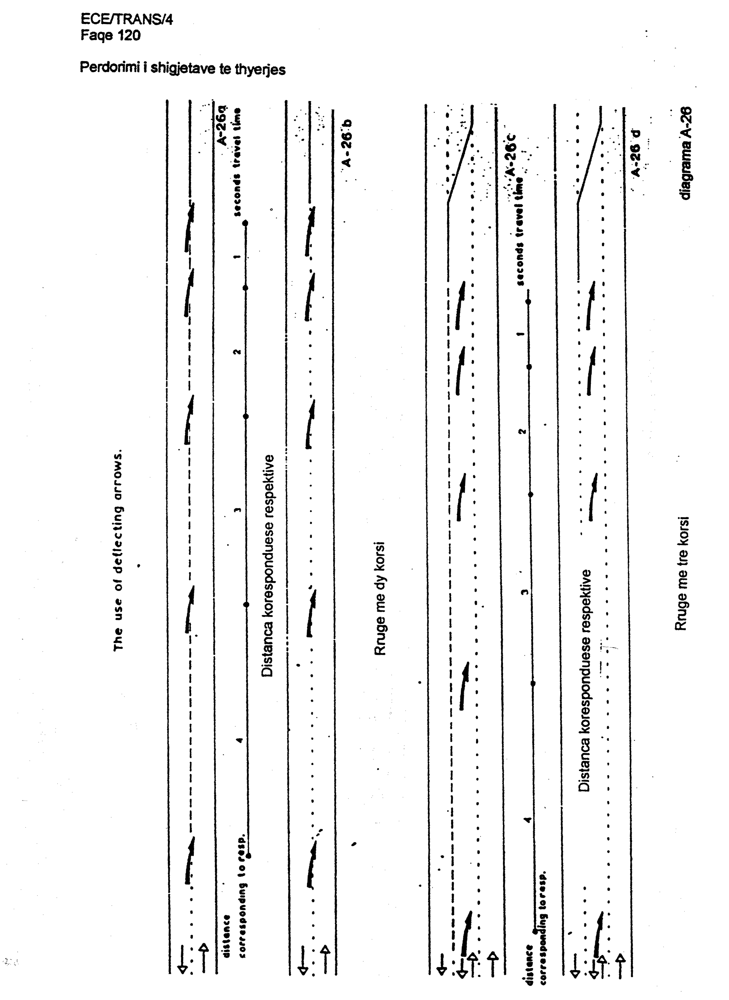 ECE/TRANS/4
Faqe 120
Perdorimi i shigjetave te thyerjes
The use of deflecting arrows.
A-26a
seconds travel time
1
2
3
4
distance
corresponding to resp.
Distanca koresponduese respektive
A-26 b
Rruge me dy korsi
A-26 c
seconds travel time
1
2
3
4
distance
corresponding to resp.
Distanca koresponduese respektive
A-26 d
Rruge me tre korsi
diagrama A-26